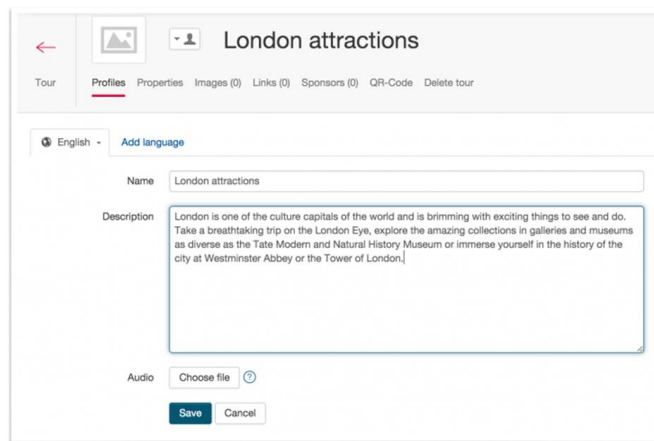 London attractions
Tour Profiles Properties Images (0) Links (0) Sponsors (0) QR-Code Delete tour
English Add language
Name London attractions
Description London is one of the culture capitals of the world and is brimming with exciting things to see and do.
Take a breathtaking trip on the London Eye, explore the amazing collections in galleries and museums
as diverse as the Tate Modern and Natural History Museum or immerse yourself in the history of the
city at Westminster Abbey or the Tower of London.
Audio Choose file ?
Save Cancel